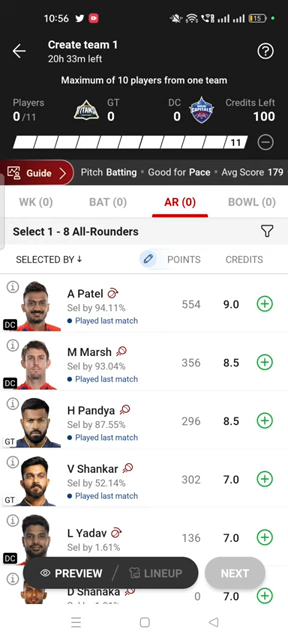 10:56
15
Create team 1
20h 33m left
Maximum of 10 players from one team
Players
0/11
GT
0
DC
0
Credits Left
100
11
Guide
Pitch Batting • Good for Pace • Avg Score 179
WK (0) BAT (0) AR (0) BOWL (0)
Select 1 - 8 All-Rounders
SELECTED BY ↓ POINTS CREDITS
A Patel
Sel by 94.11%
Played last match
554 9.0
DC
M Marsh
Sel by 93.04%
Played last match
356 8.5
DC
H Pandya
Sel by 87.55%
Played last match
296 8.5
GT
V Shankar
Sel by 52.14%
Played last match
302 7.0
GT
L Yadav
Sel by 1.61%
136 7.0
DC
PREVIEW / LINEUP
NEXT
D Shanaka
0 7.0